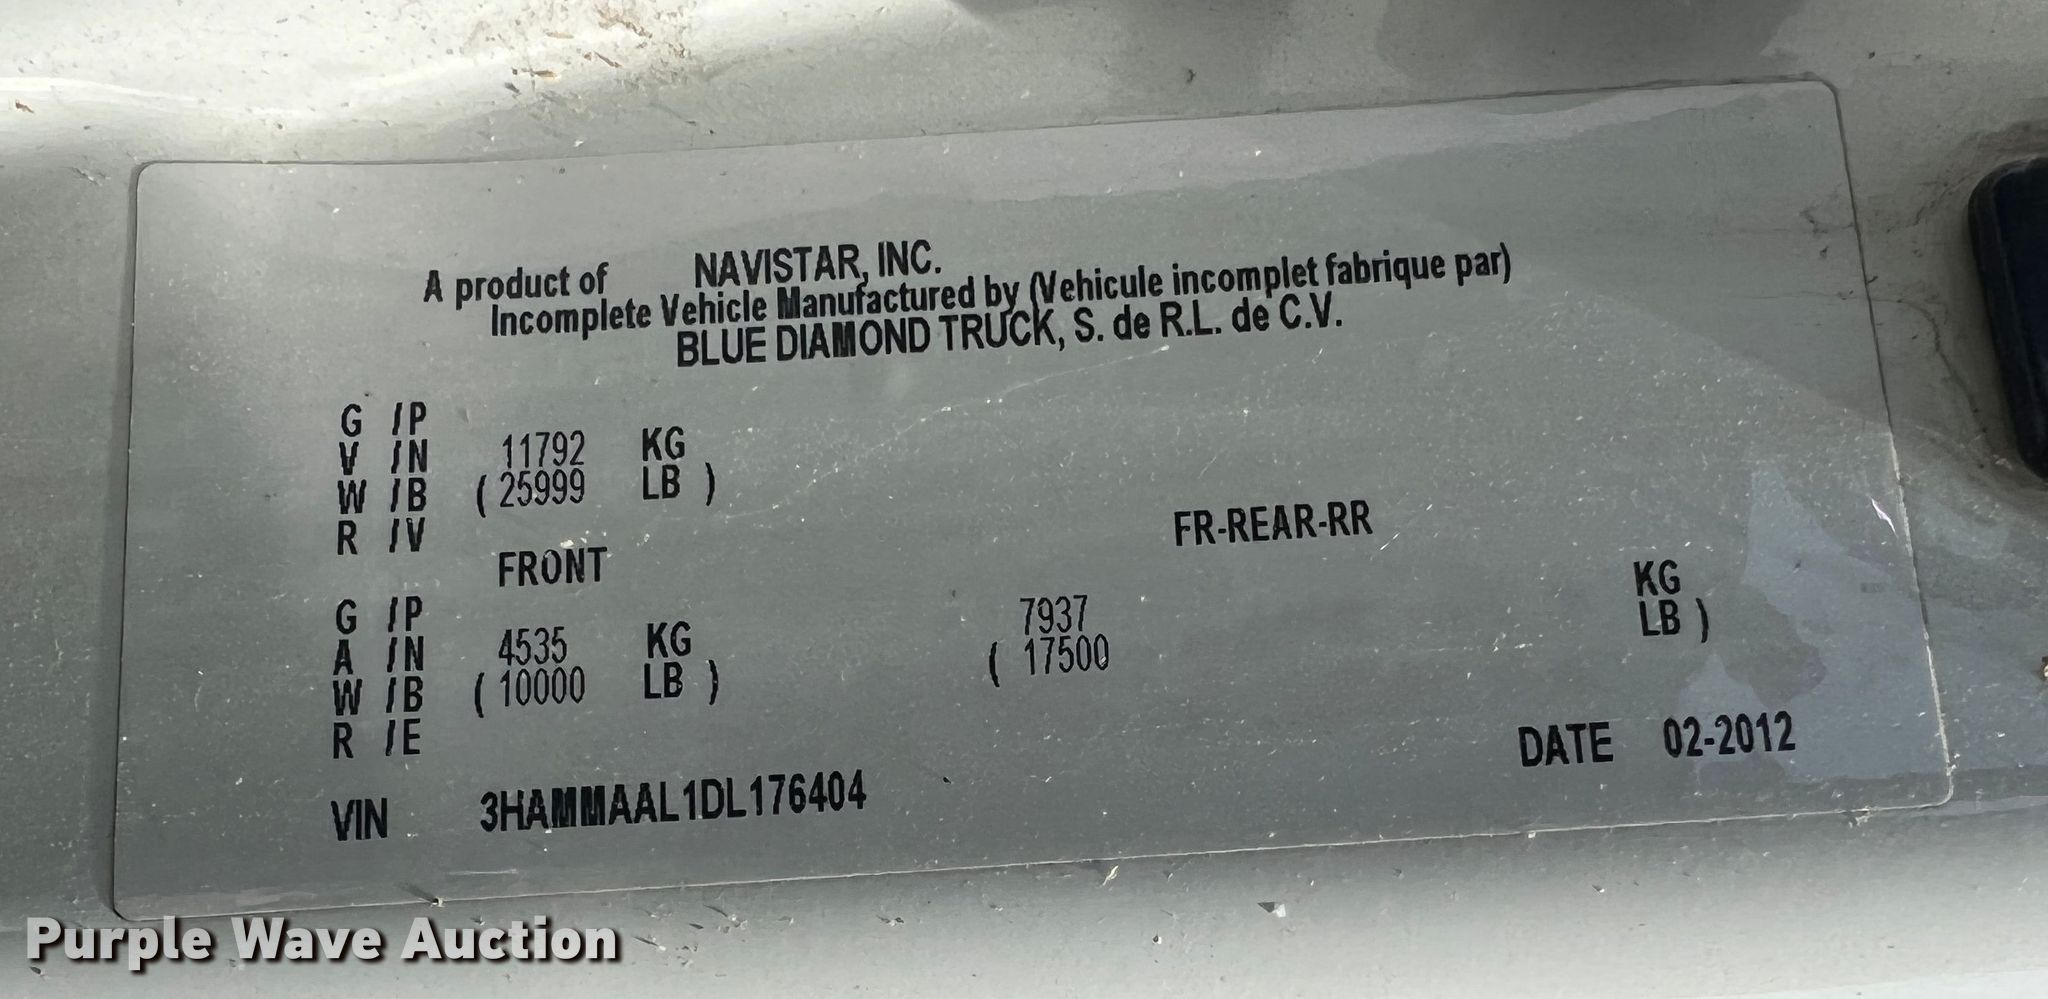 A product of NAVISTAR, INC.
Incomplete Vehicle Manufactured by (Vehicule incomplet fabrique par)
BLUE DIAMOND TRUCK, S. de R.L. de C.V.
G /P
V /N 11792 KG
W /B ( 25999 LB )
R /V
FRONT FR-REAR-RR
G /P
A /N 4535 KG 7937 KG
W /B ( 10000 LB ) ( 17500 LB )
R /E
VIN 3HAMMAAL1DL176404 DATE 02-2012
Purple Wave Auction